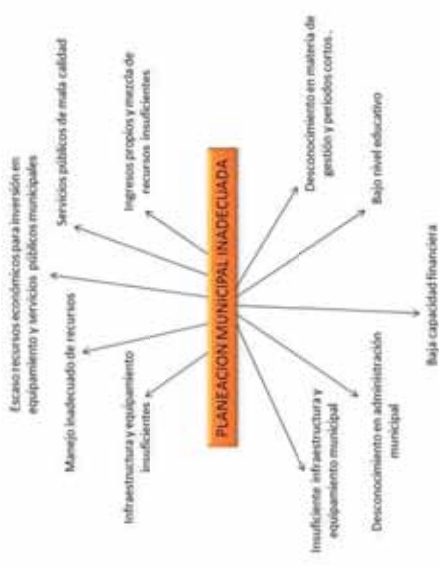 Escaso recursos económicos para inversión en
equipamiento y servicios públicos municipales
Manejo inadecuado de recursos
Servicios públicos de mala calidad
Infraestructura y equipamiento
insuficientes
Ingresos propios y mezcla de
recursos insuficientes
PLANEACION MUNICIPAL INADECUADA
Insuficiente infraestructura y
equipamiento municipal
Desconocimiento en materia de
gestión y periodos cortos.
Desconocimiento en administración
municipal
Bajo nivel educativo
Baja capacidad financiera